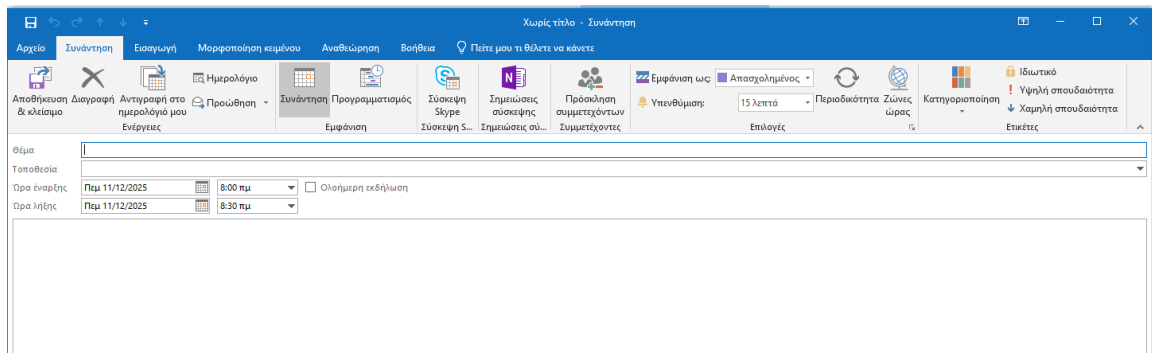 Χωρίς τίτλο - Συνάντηση
Αρχείο Συνάντηση Εισαγωγή Μορφοποίηση κειμένου Αναθεώρηση Βοήθεια Πείτε μου τι θέλετε να κάνετε
Αποθήκευση & κλείσιμο
Διαγραφή
Αντιγραφή στο ημερολόγιό μου
Ημερολόγιο
Προώθηση
Ενέργειες
Συνάντηση
Προγραμματισμός
Εμφάνιση
Σύσκεψη Skype
Σύσκεψη S...
Σημειώσεις σύσκεψης
Σημειώσεις σύ...
Πρόσκληση συμμετεχόντων
Συμμετέχοντες
Εμφάνιση ως: Απασχολημένος
Υπενθύμιση: 15 λεπτά
Περιοδικότητα
Ζώνες ώρας
Επιλογές
Κατηγοριοποίηση
Ιδιωτικό
Υψηλή σπουδαιότητα
Χαμηλή σπουδαιότητα
Ετικέτες
Θέμα
Τοποθεσία
Ώρα έναρξης Πεμ 11/12/2025 8:00 πμ Ολοήμερη εκδήλωση
Ώρα λήξης Πεμ 11/12/2025 8:30 πμ